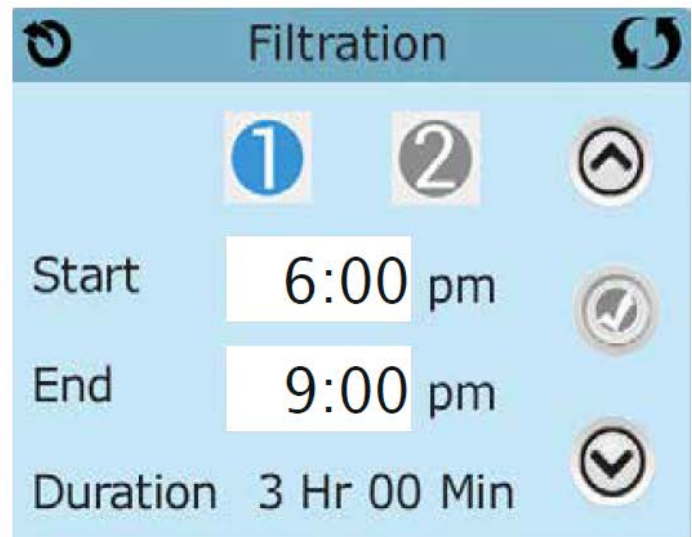 Filtration
1 2
Start 6:00 pm
End 9:00 pm
Duration 3 Hr 00 Min